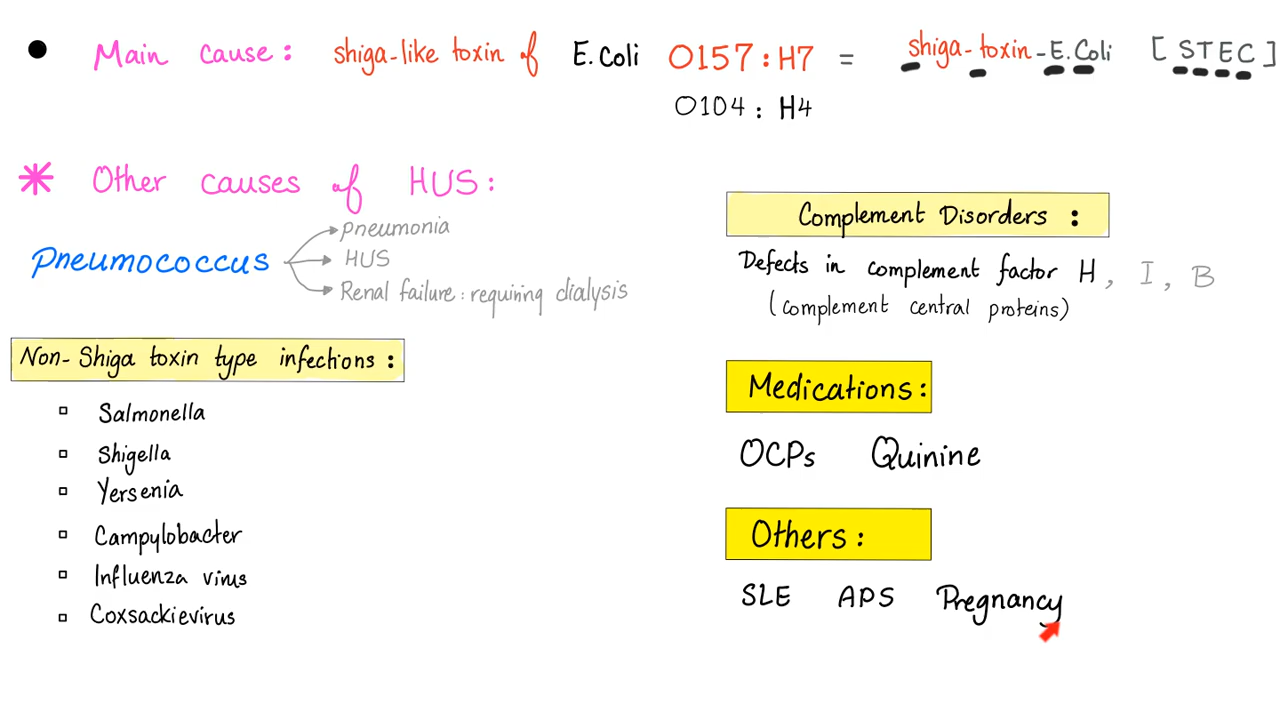 Main cause: shiga-like toxin of E.Coli O157:H7 = shiga-toxin-E.Coli [STEC]
O104:H4
Other causes of HUS:
Pneumococcus
pneumonia
HUS
Renal failure: requiring dialysis
Non-Shiga toxin type infections:
Salmonella
Shigella
Yersenia
Campylobacter
Influenza virus
Coxsackievirus
Complement Disorders:
Defects in complement factor H, I, B
(complement central proteins)
Medications:
OCPs Quinine
Others:
SLE APS Pregnancy